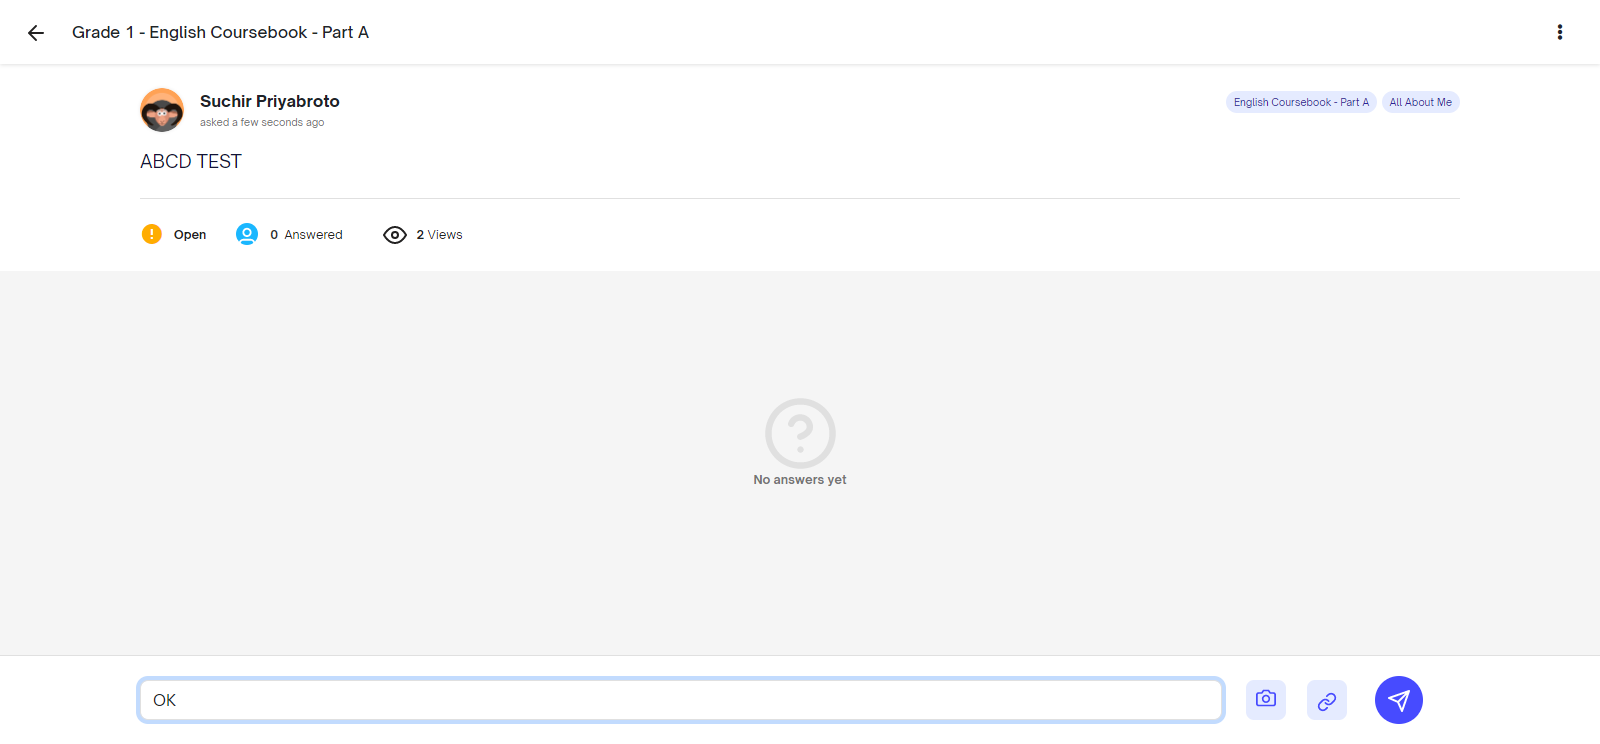 Grade 1 - English Coursebook - Part A
Suchir Priyabroto
asked a few seconds ago
English Coursebook - Part A
All About Me
ABCD TEST
Open
0 Answered
2 Views
No answers yet
OK